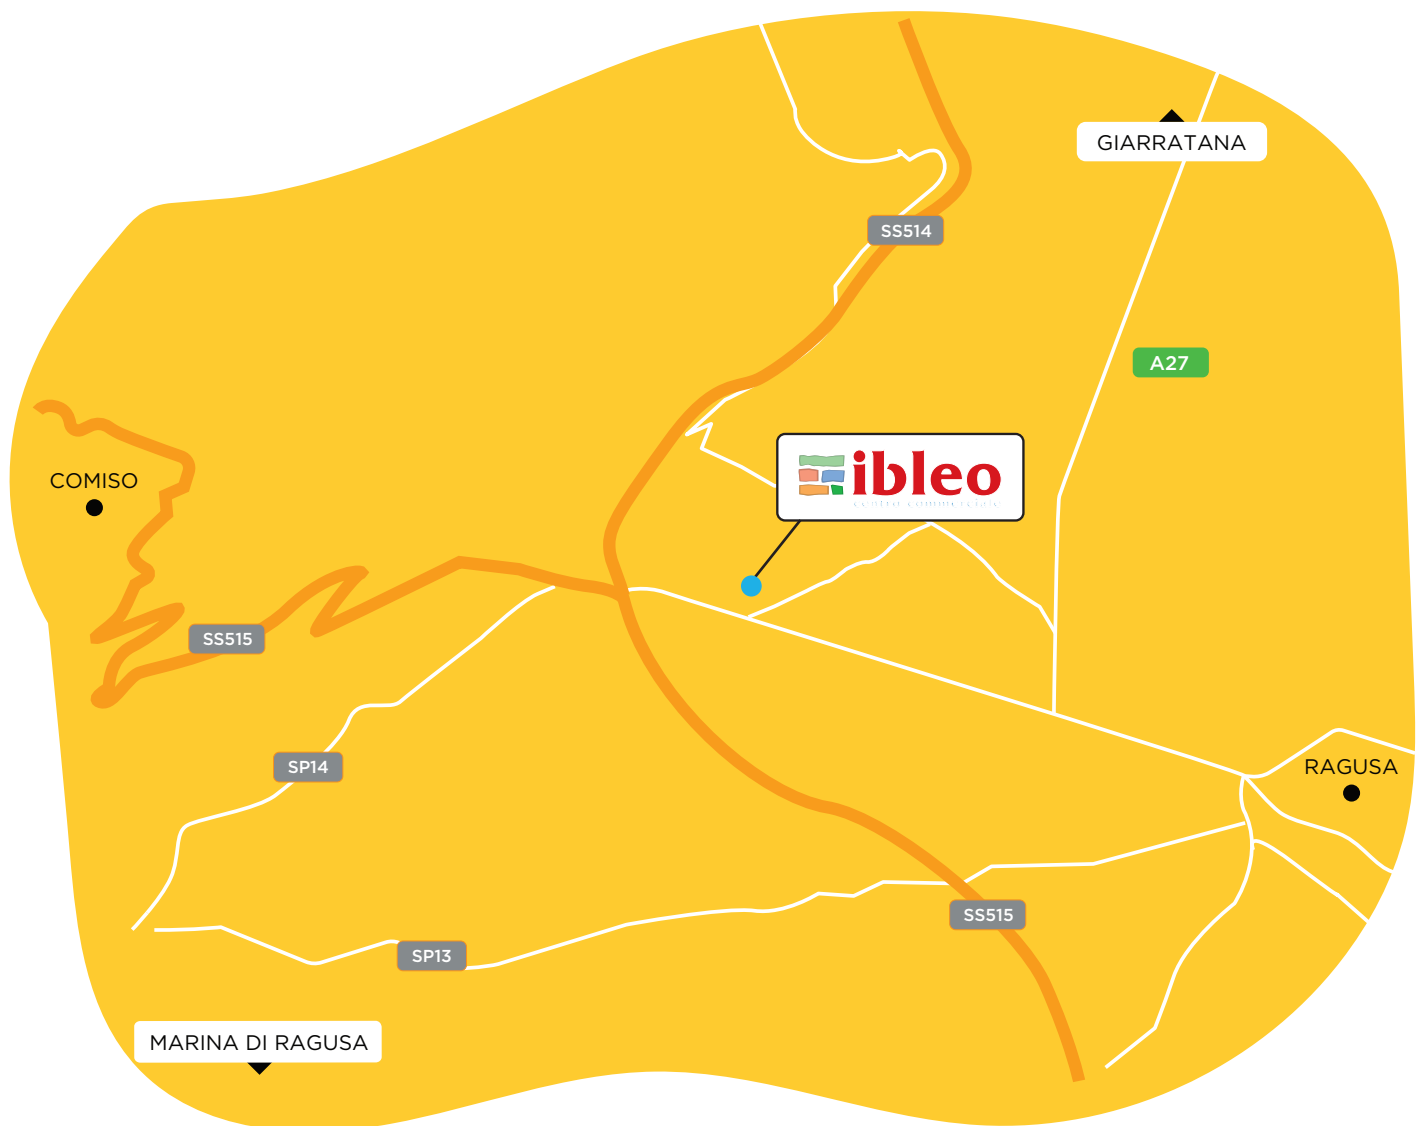 GIARRATANA
SS514
A27
ibleo
COMISO
SS515
SP14
RAGUSA
SS515
SP13
MARINA DI RAGUSA